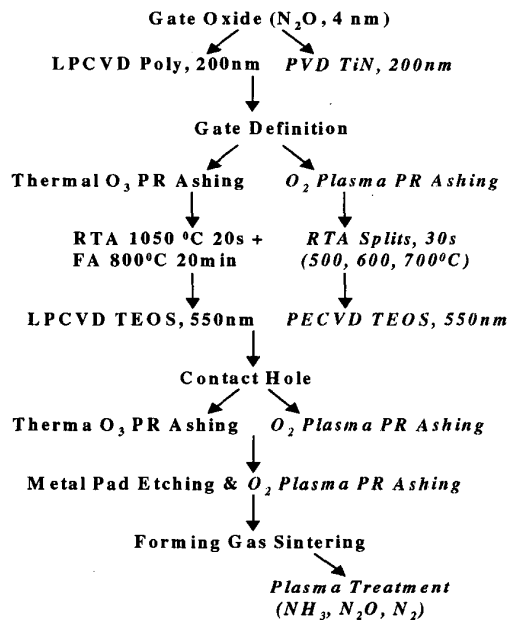 Gate Oxide (N₂O, 4 nm)
LPCVD Poly, 200nm PVD TiN, 200nm
Gate Definition
Thermal O₃ PR Ashing O₂ Plasma PR Ashing
RTA 1050 ⁰C 20s + RTA Splits, 30s
FA 800⁰C 20min (500, 600, 700⁰C)
LPCVD TEOS, 550nm PECVD TEOS, 550nm
Contact Hole
Therma O₃ PR Ashing O₂ Plasma PR Ashing
Metal Pad Etching & O₂ Plasma PR Ashing
Forming Gas Sintering
Plasma Treatment
(NH₃, N₂O, N₂)